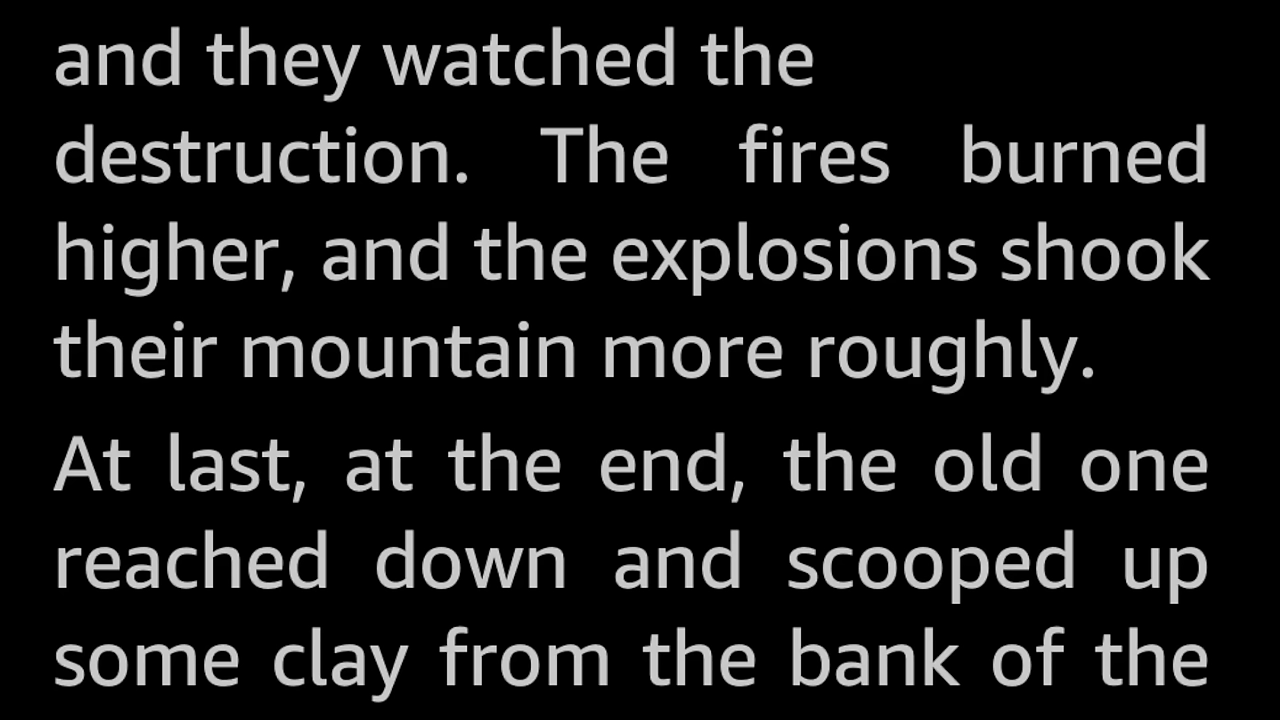 and they watched the
destruction. The fires burned
higher, and the explosions shook
their mountain more roughly.
At last, at the end, the old one
reached down and scooped up
some clay from the bank of the